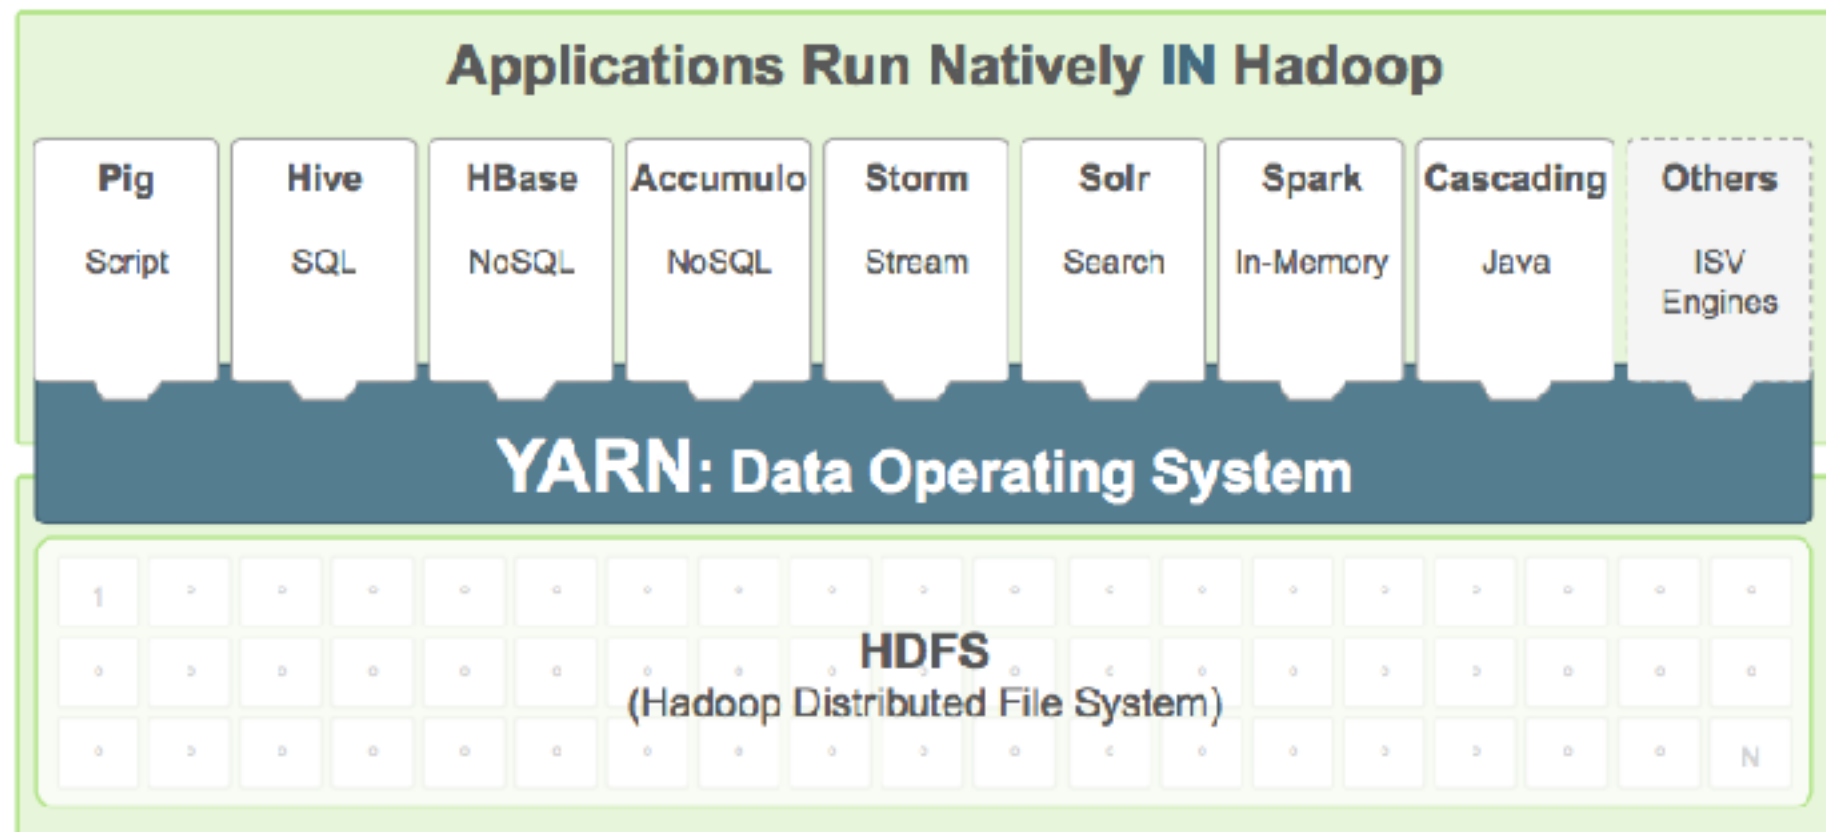 Applications Run Natively IN Hadoop
Pig
Script
Hive
SQL
HBase
NoSQL
Accumulo
NoSQL
Storm
Stream
Solr
Search
Spark
In-Memory
Cascading
Java
Others
ISV
Engines
YARN: Data Operating System
1
HDFS
(Hadoop Distributed File System)
N